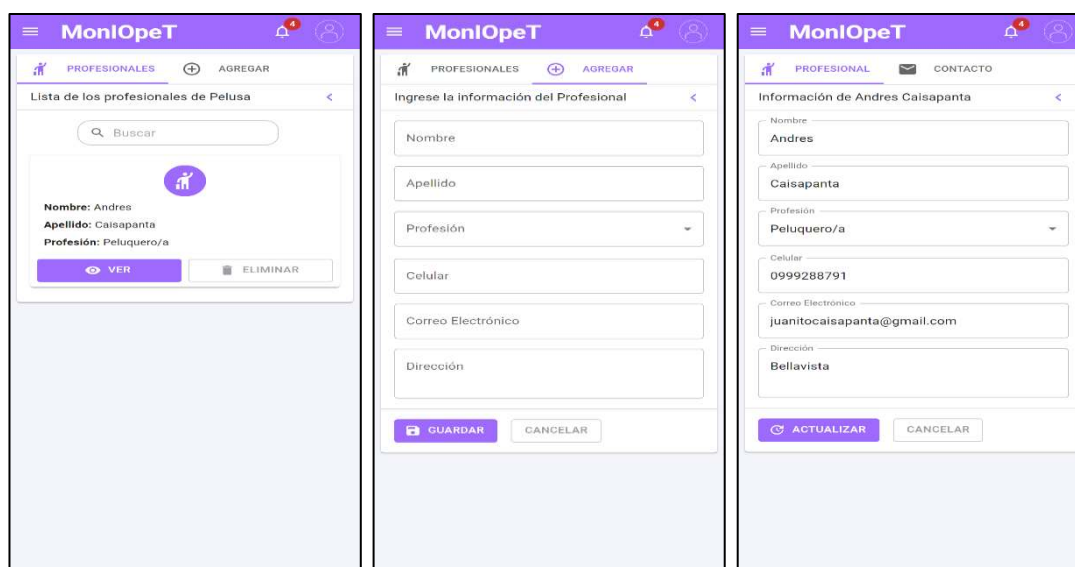 MonIOpeT
4
PROFESIONALES AGREGAR
Lista de los profesionales de Pelusa
Buscar
Nombre: Andres
Apellido: Caisapanta
Profesión: Peluquero/a
VER ELIMINAR
MonIOpeT
4
PROFESIONALES AGREGAR
Ingrese la información del Profesional
Nombre
Apellido
Profesión
Celular
Correo Electrónico
Dirección
GUARDAR CANCELAR
MonIOpeT
4
PROFESIONAL CONTACTO
Información de Andres Caisapanta
Nombre
Andres
Apellido
Caisapanta
Profesión
Peluquero/a
Celular
0999288791
Correo Electrónico
juanitocaisapanta@gmail.com
Dirección
Bellavista
ACTUALIZAR CANCELAR